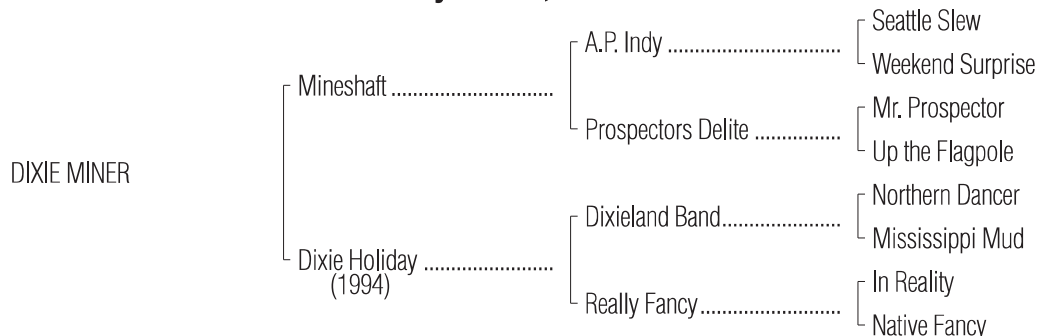 Seattle Slew
A.P. Indy ........................................
Weekend Surprise
Mineshaft .....................................
Mr. Prospector
Prospectors Delite ....................
Up the Flagpole
DIXIE MINER
Northern Dancer
Dixieland Band...........................
Mississippi Mud
Dixie Holiday .............................
(1994)
In Reality
Really Fancy................................
Native Fancy